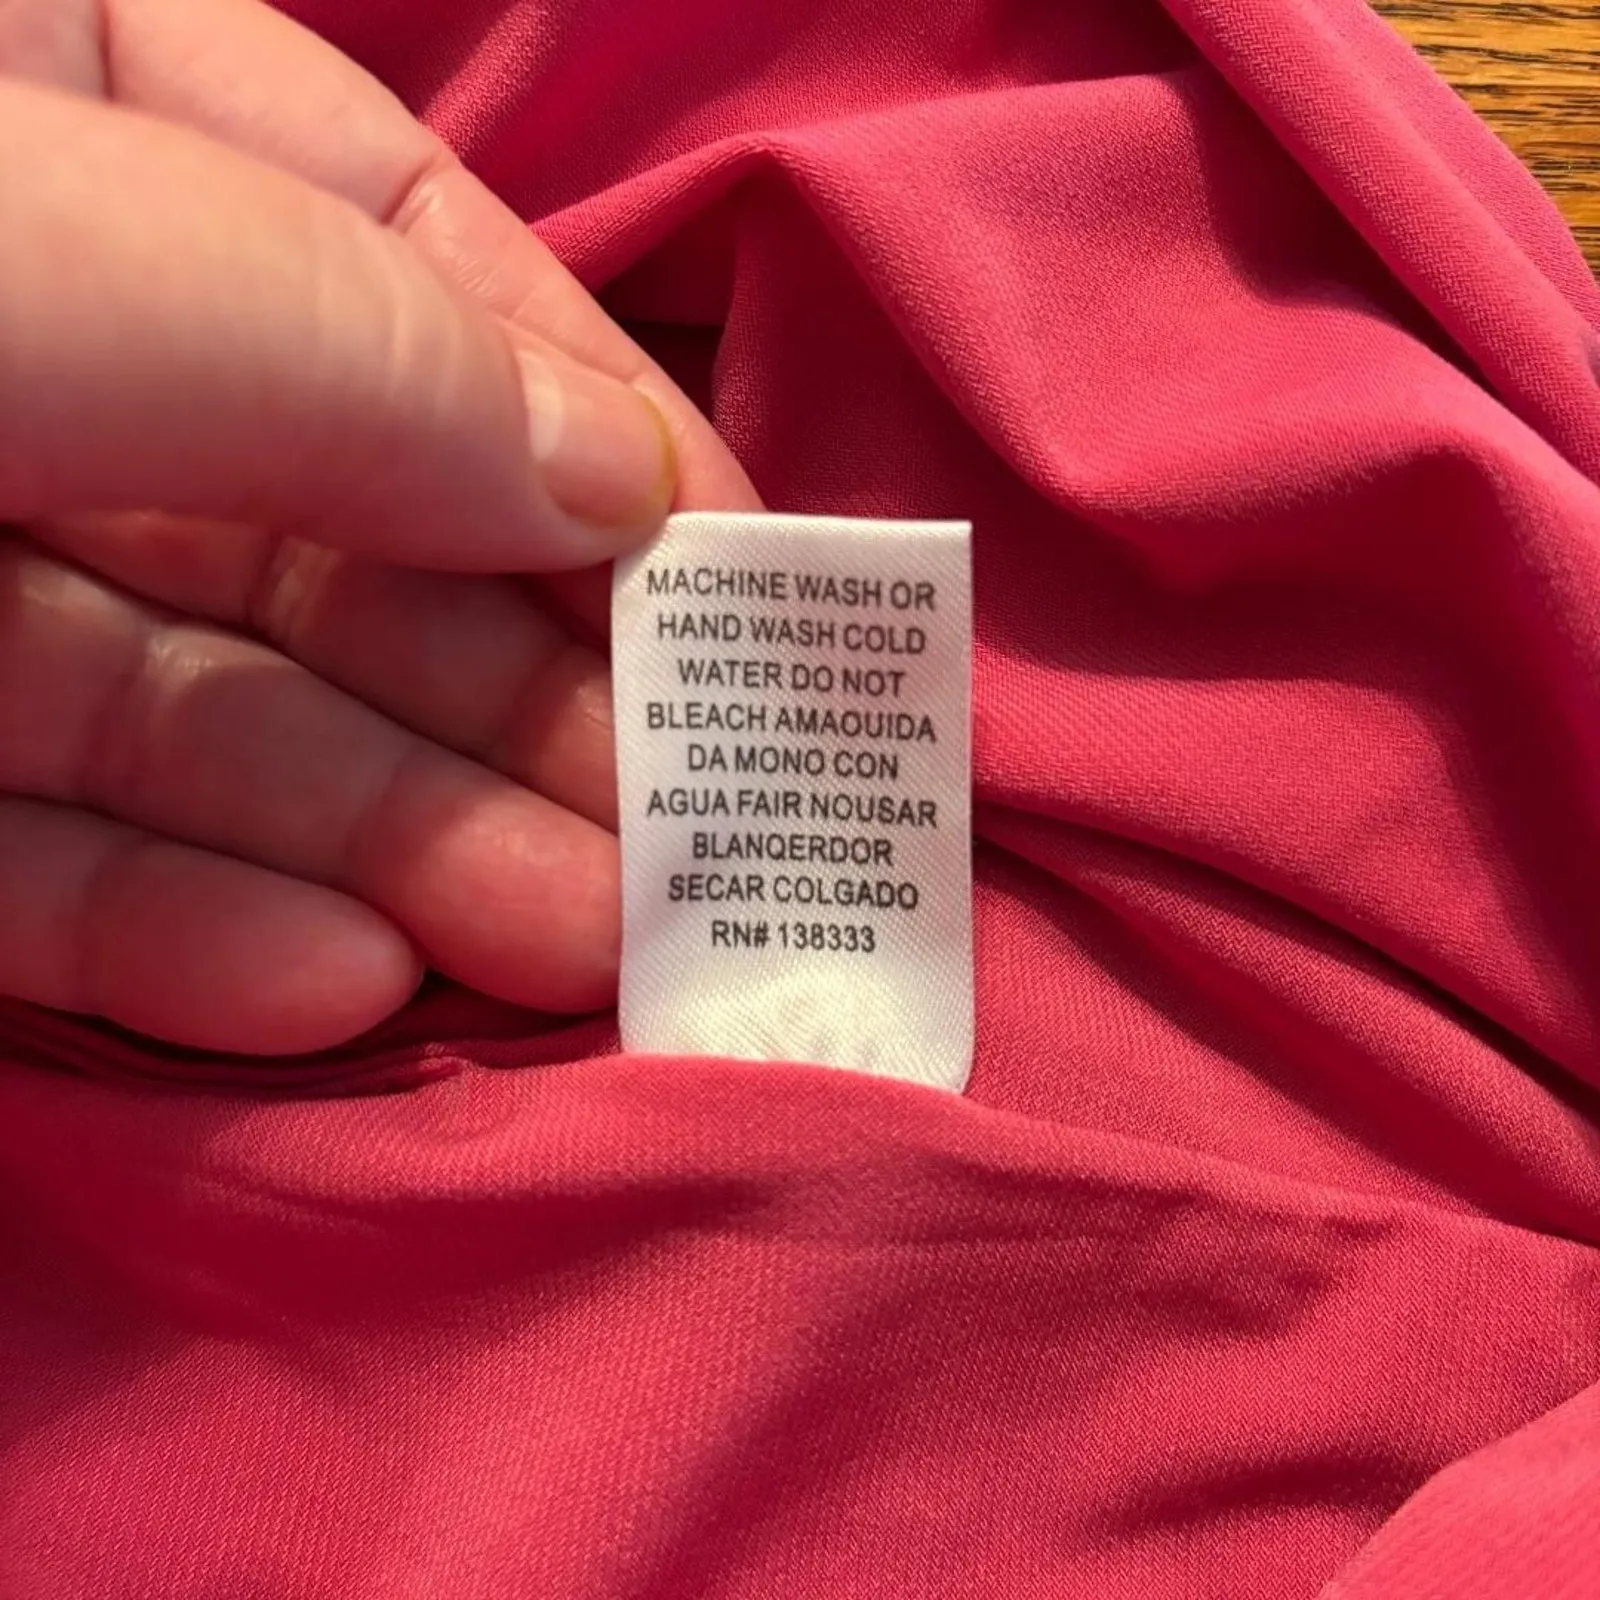 MACHINE WASH OR
HAND WASH COLD
WATER DO NOT
BLEACH AMAOUIDA
DA MONO CON
AGUA FAIR NOUSAR
BLANQERDOR
SECAR COLGADO
RN# 138333